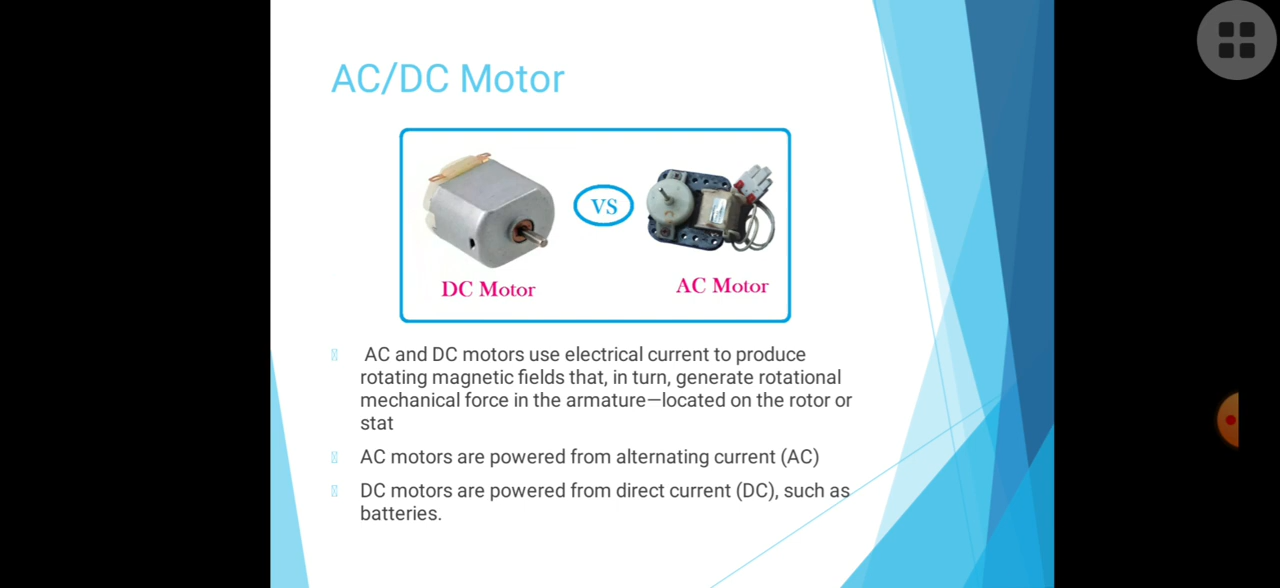 AC/DC Motor
VS
DC Motor
AC Motor
AC and DC motors use electrical current to produce
rotating magnetic fields that, in turn, generate rotational
mechanical force in the armature—located on the rotor or
stat
AC motors are powered from alternating current (AC)
DC motors are powered from direct current (DC), such as
batteries.